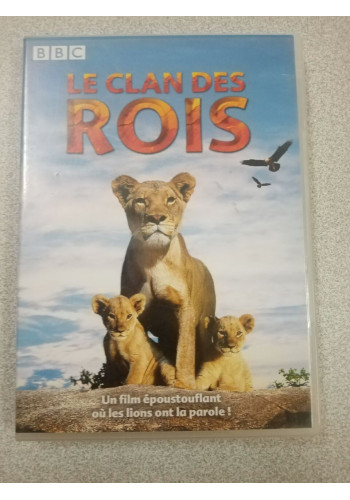 BBC
LE CLAN DES
ROIS
Un film époustouflant
où les lions ont la parole !